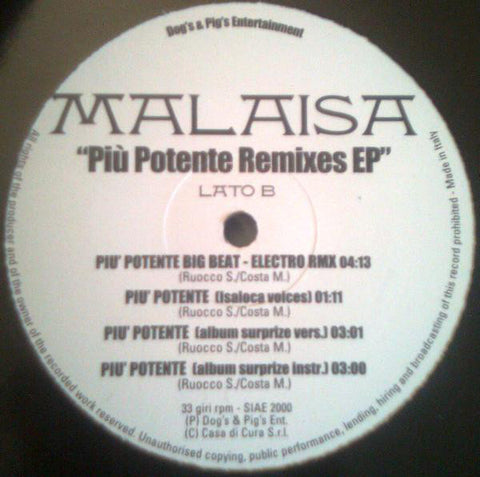 Dog's & Pig's Entertainment
MALAISA
"Più Potente Remixes EP"
LATO B
PIU' POTENTE BIG BEAT - ELECTRO RMX 04:13
(Ruocco S./Costa M.)
PIU' POTENTE (isaloca voices) 01:11
(Ruocco S./Costa M.)
PIU' POTENTE (album surprize vers.) 03:01
(Ruocco S./Costa M.)
PIU' POTENTE (album surprize instr.) 03:00
(Ruocco S./Costa M.)
33 giri rpm - SIAE 2000
(P) Dog's & Pig's Ent.
(C) Casa di Cura S.r.l.
All rights of the producer and of the owner of the recorded work reserved. Unauthorised copying, public performance, lending, hiring and broadcasting of this record prohibited - Made in Italy